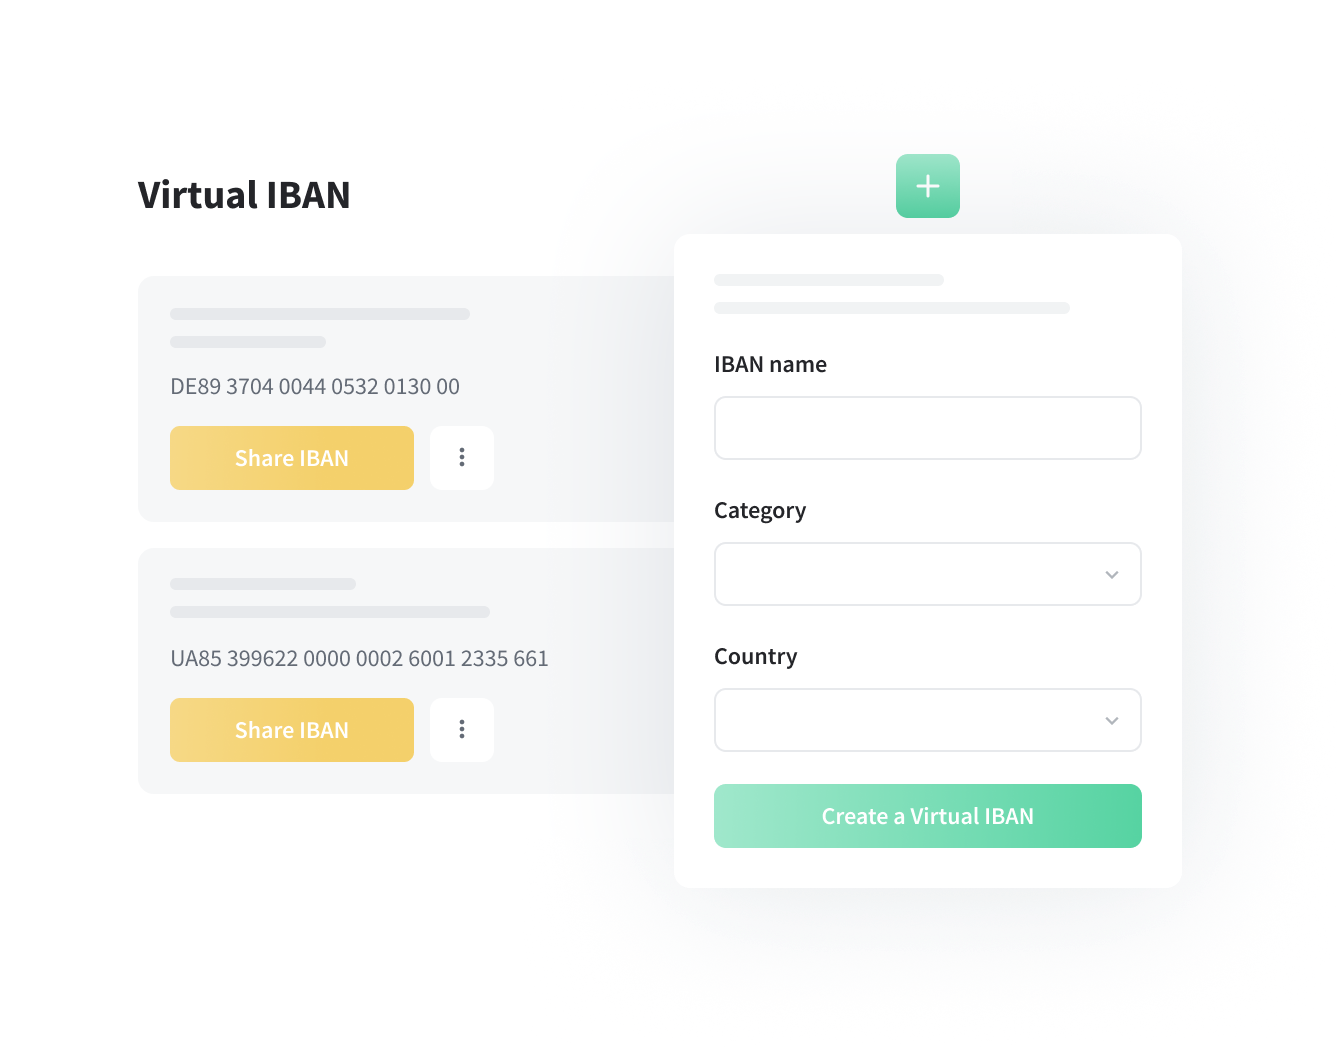 Virtual IBAN
DE89 3704 0044 0532 0130 00
Share IBAN
UA85 399622 0000 0002 6001 2335 661
Share IBAN
IBAN name
Category
Country
Create a Virtual IBAN